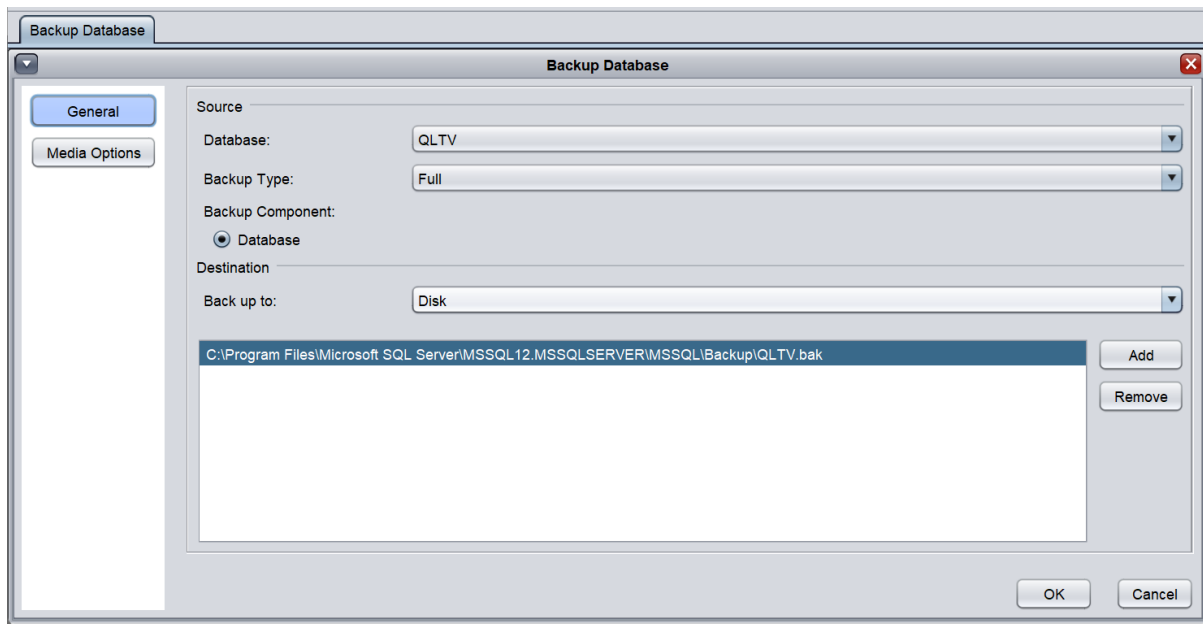 Backup Database
Backup Database
General
Media Options
Source
Database: QLTV
Backup Type: Full
Backup Component:
Database
Destination
Back up to: Disk
C:\Program Files\Microsoft SQL Server\MSSQL12.MSSQLSERVER\MSSQL\Backup\QLTV.bak
Add
Remove
OK Cancel